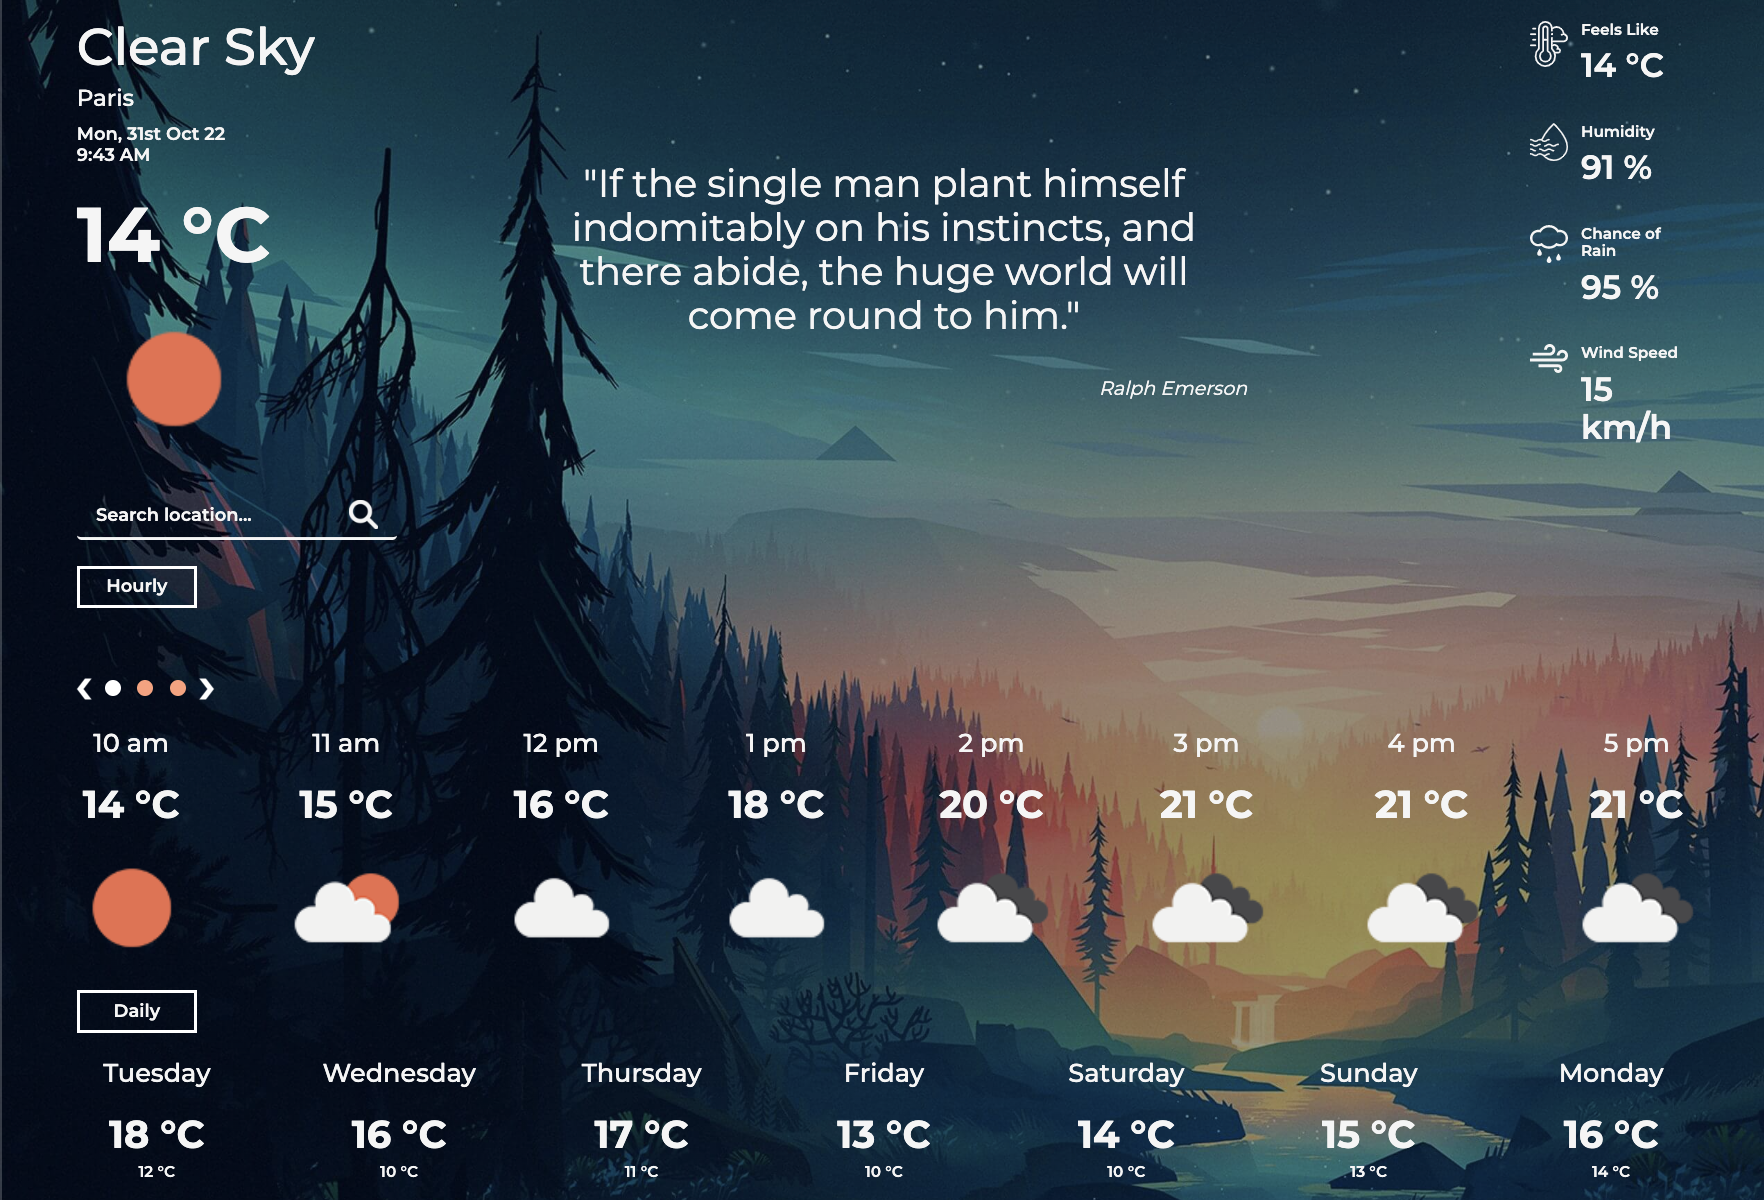 Clear Sky
Paris
Mon, 31st Oct 22
9:43 AM
14 °C
Search location...
Hourly
"If the single man plant himself
indomitably on his instincts, and
there abide, the huge world will
come round to him."
Ralph Emerson
Feels Like
14 °C
Humidity
91 %
Chance of
Rain
95 %
Wind Speed
15
km/h
10 am 11 am 12 pm 1 pm 2 pm 3 pm 4 pm 5 pm
14 °C 15 °C 16 °C 18 °C 20 °C 21 °C 21 °C 21 °C
Daily
Tuesday Wednesday Thursday Friday Saturday Sunday Monday
18 °C 16 °C 17 °C 13 °C 14 °C 15 °C 16 °C
12 °C 10 °C 11 °C 10 °C 10 °C 13 °C 14 °C